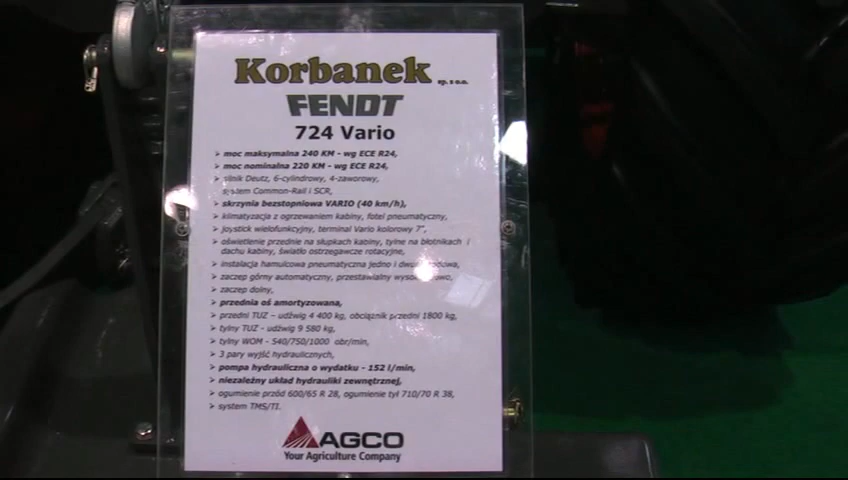 Korbanek sp. z o.o.
FENDT
724 Vario
➢ moc maksymalna 240 KM - wg ECE R24,
➢ moc nominalna 220 KM - wg ECE R24,
➢ silnik Deutz, 6-cylindrowy, 4-zaworowy,
system Common-Rail i SCR,
➢ skrzynia bezstopniowa VARIO (40 km/h),
➢ klimatyzacja z ogrzewaniem kabiny, fotel pneumatyczny,
➢ joystick wielofunkcyjny, terminal Vario kolorowy 7",
➢ oświetlenie przednie na słupkach kabiny, tylne na błotnikach i
dachu kabiny, światło ostrzegawcze rotacyjne,
➢ instalacja hamulcowa pneumatyczna jedno i
➢ zaczep górny automatyczny, przestawialny
➢ zaczep dolny,
➢ przednia oś amortyzowana,
➢ przedni TUZ - udźwig 4 400 kg, obciążnik przedni 1800 kg,
➢ tylny TUZ - udźwig 9 580 kg,
➢ tylny WOM - 540/750/1000 obr/min,
➢ 3 pary wyjść hydraulicznych,
➢ pompa hydrauliczna o wydatku - 152 l/min,
➢ niezależny układ hydrauliki zewnętrznej,
➢ ogumienie przód 600/65 R 28, ogumienie tył 710/70 R 38,
➢ system TMS/TI.
AGCO
Your Agriculture Company